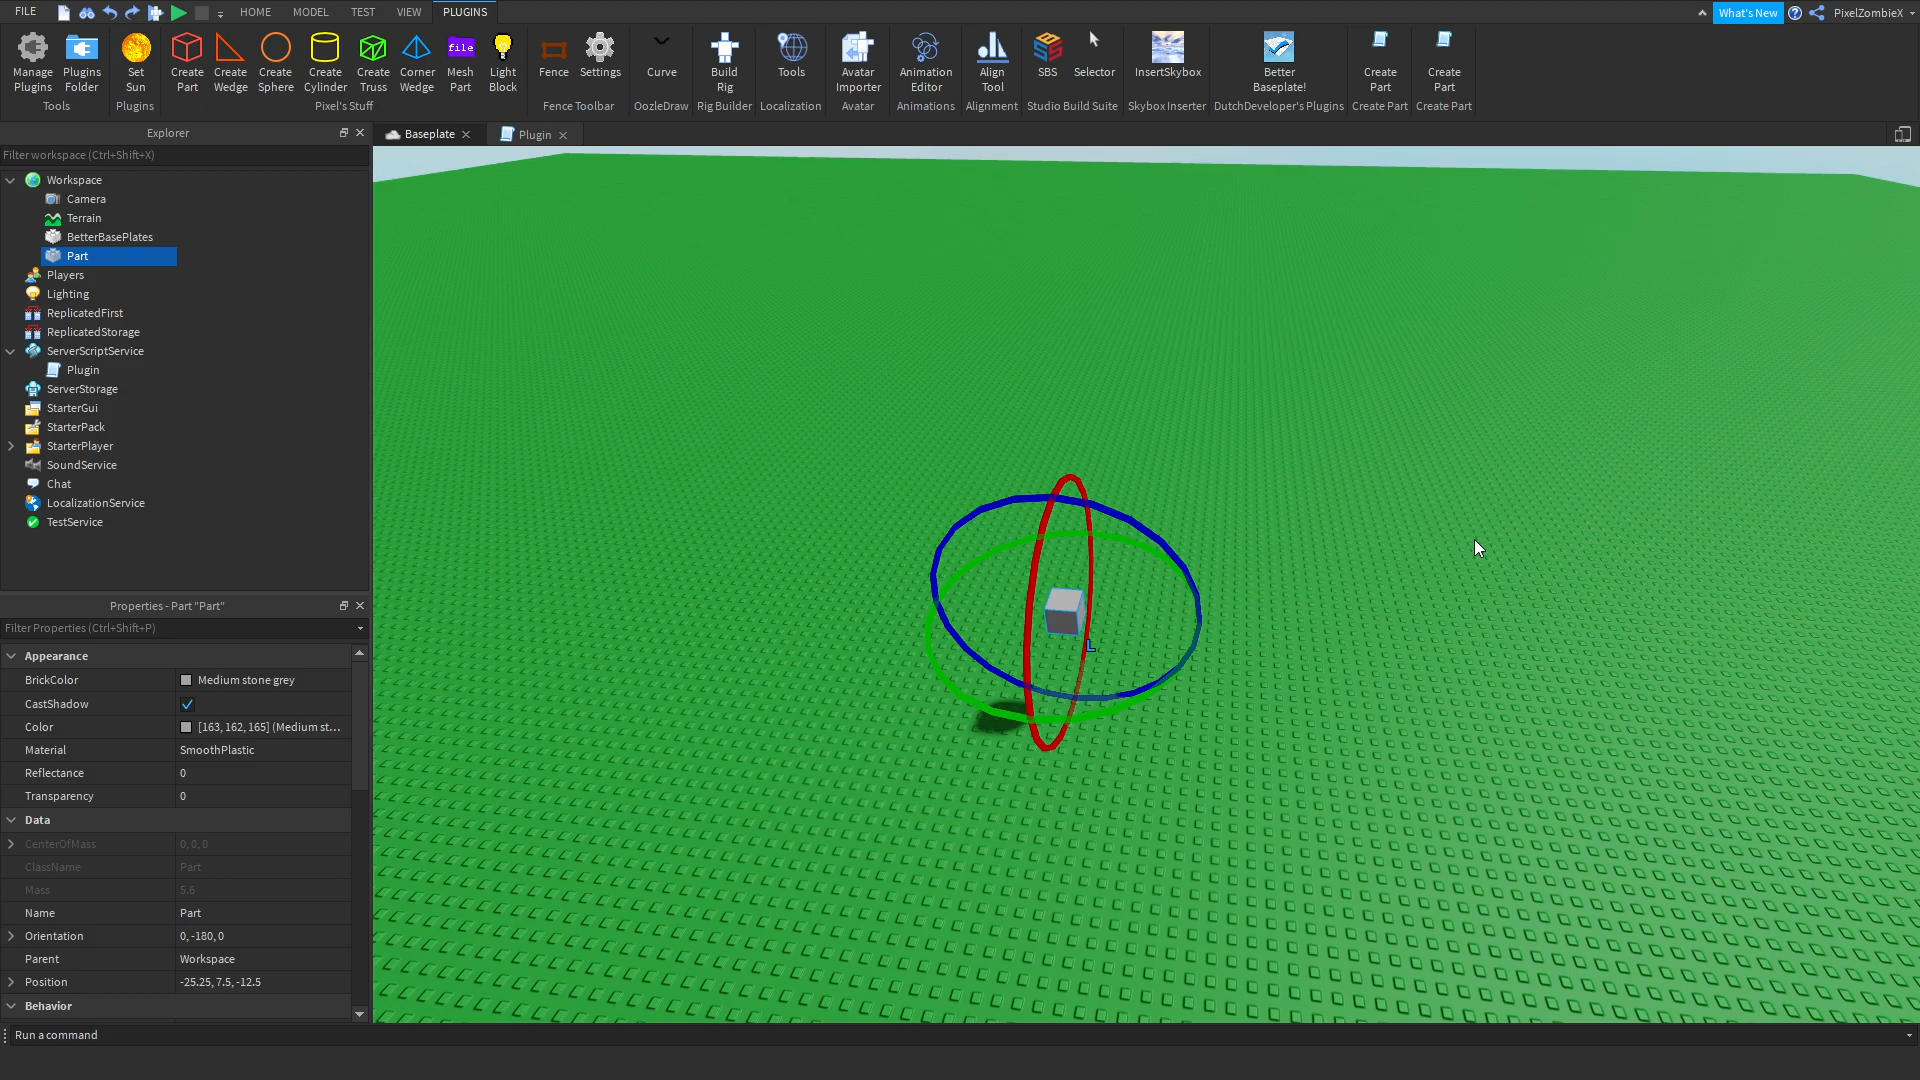 FILE HOME MODEL TEST VIEW PLUGINS What's New PixelZombieX
Manage Plugins
Plugins Folder
Tools
Set Sun
Plugins
Create Part
Create Wedge
Create Sphere
Create Cylinder
Create Truss
Corner Wedge
file
Mesh Part
Light Block
Pixel's Stuff
Fence
Settings
Fence Toolbar
Curve
OozleDraw
Build Rig
Rig Builder
Tools
Localization
Avatar Importer
Avatar
Animation Editor
Animations
Align Tool
Alignment
SBS
Selector
Studio Build Suite
InsertSkybox
Skybox Inserter
Better Baseplate!
DutchDeveloper's Plugins
Create Part
Create Part
Create Part
Create Part
Explorer
Filter workspace (Ctrl+Shift+X)
Workspace
Camera
Terrain
BetterBasePlates
Part
Players
Lighting
ReplicatedFirst
ReplicatedStorage
ServerScriptService
Plugin
ServerStorage
StarterGui
StarterPack
StarterPlayer
SoundService
Chat
LocalizationService
TestService
Baseplate
Plugin
L
Properties - Part "Part"
Filter Properties (Ctrl+Shift+P)
Appearance
BrickColor Medium stone grey
CastShadow
Color [163, 162, 165] (Medium st...
Material SmoothPlastic
Reflectance 0
Transparency 0
Data
CenterOfMass 0, 0, 0
ClassName Part
Mass 5.6
Name Part
Orientation 0, -180, 0
Parent Workspace
Position -25.25, 7.5, -12.5
Behavior
Run a command